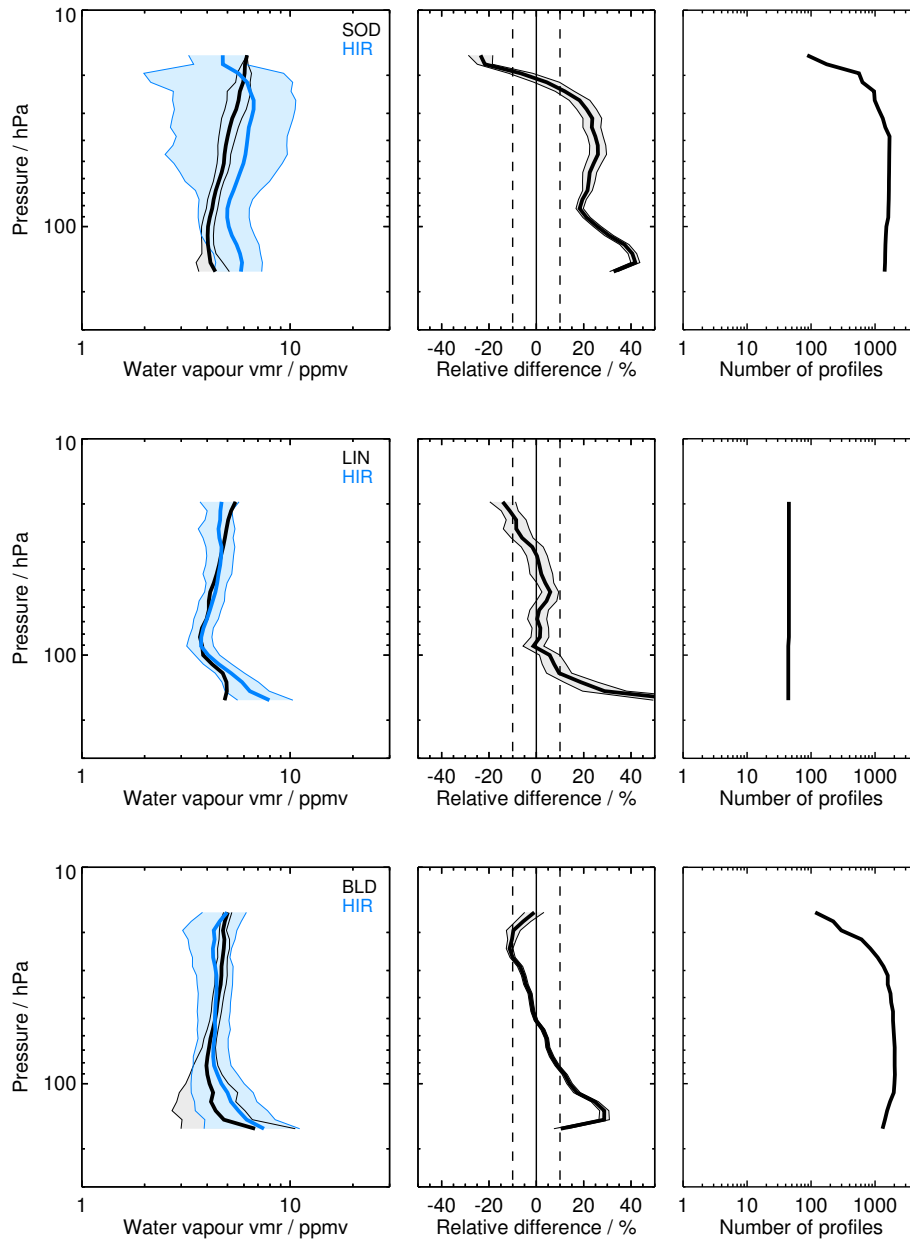 10
100
Pressure / hPa
SOD
HIR
1 10
Water vapour vmr / ppmv
-40 -20 0 20 40
Relative difference / %
1 10 100 1000
Number of profiles
10
100
Pressure / hPa
LIN
HIR
1 10
Water vapour vmr / ppmv
-40 -20 0 20 40
Relative difference / %
1 10 100 1000
Number of profiles
10
100
Pressure / hPa
BLD
HIR
1 10
Water vapour vmr / ppmv
-40 -20 0 20 40
Relative difference / %
1 10 100 1000
Number of profiles